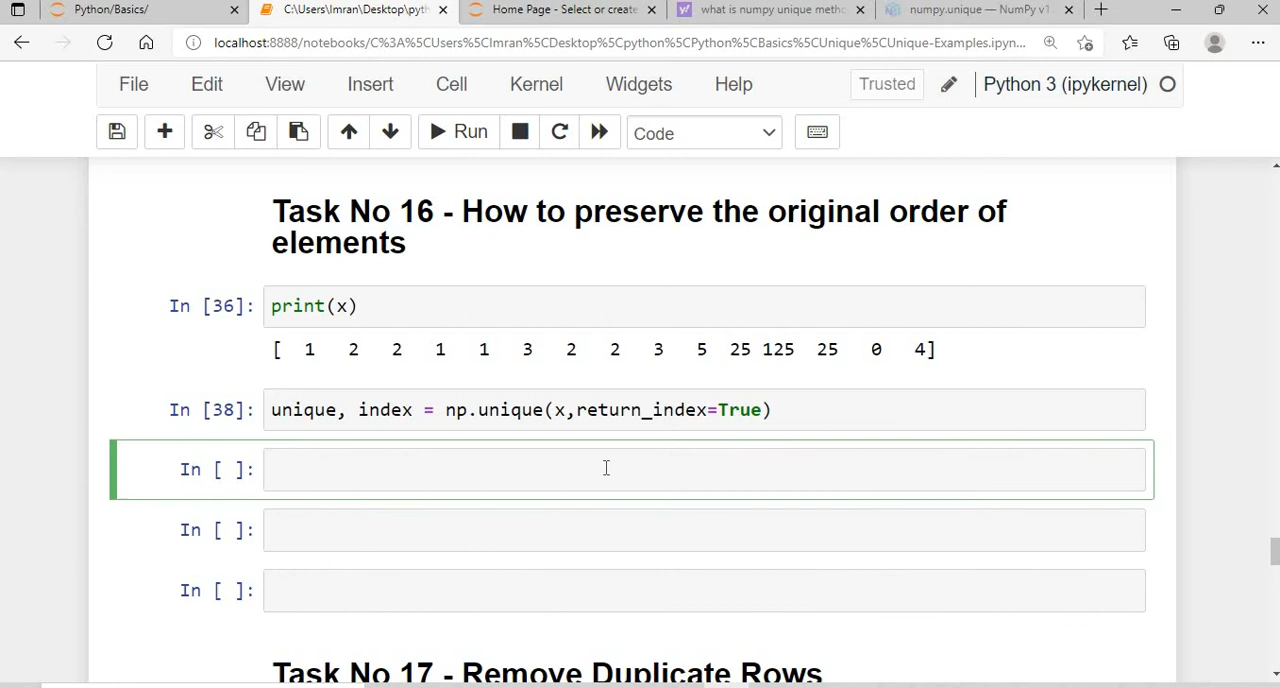 Python/Basics/
C:\Users\Imran\Desktop\pyth
Home Page - Select or create
what is numpy unique metho
numpy.unique — NumPy v1
localhost:8888/notebooks/C%3A%5CUsers%5CImran%5CDesktop%5Cpython%5CPython%5CBasics%5CUnique%5CUnique-Examples.ipyn...
File Edit View Insert Cell Kernel Widgets Help Trusted Python 3 (ipykernel)
Run Code
Task No 16 - How to preserve the original order of
elements
In [36]: print(x)
[ 1 2 2 1 1 3 2 2 3 5 25 125 25 0 4]
In [38]: unique, index = np.unique(x,return_index=True)
In [ ]:
In [ ]:
In [ ]:
Task No 17 - Remove Duplicate Rows